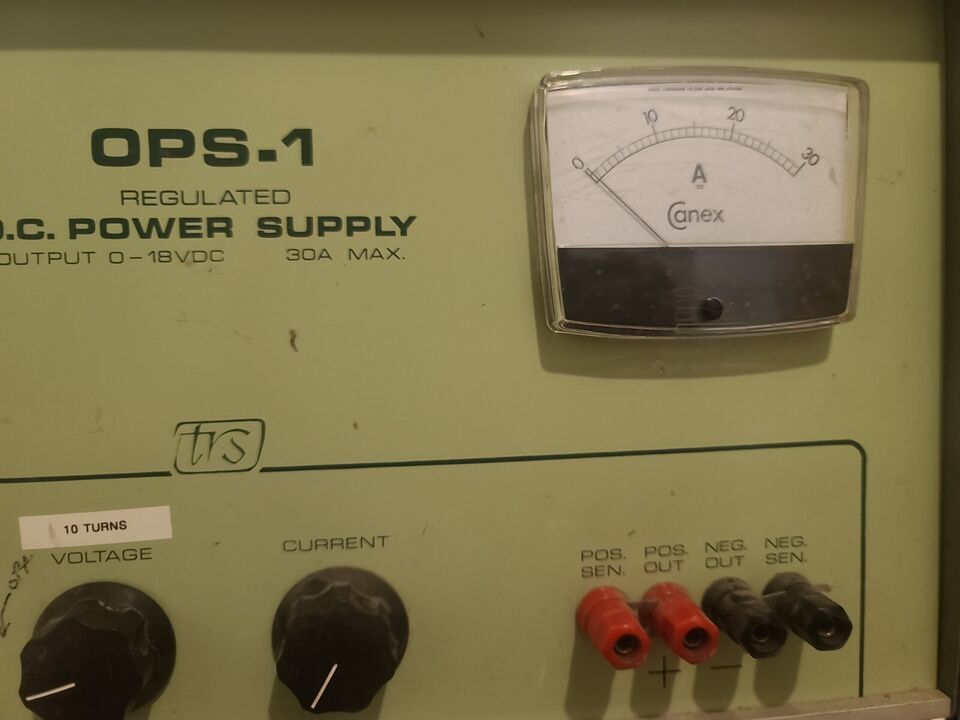 OPS-1
REGULATED
D.C. POWER SUPPLY
OUTPUT 0-18VDC 30A MAX.
0 10 20 30
A
Canex
trs
10 TURNS
VOLTAGE
CURRENT
POS. SEN.
POS. OUT
NEG. OUT
NEG. SEN.
+ −